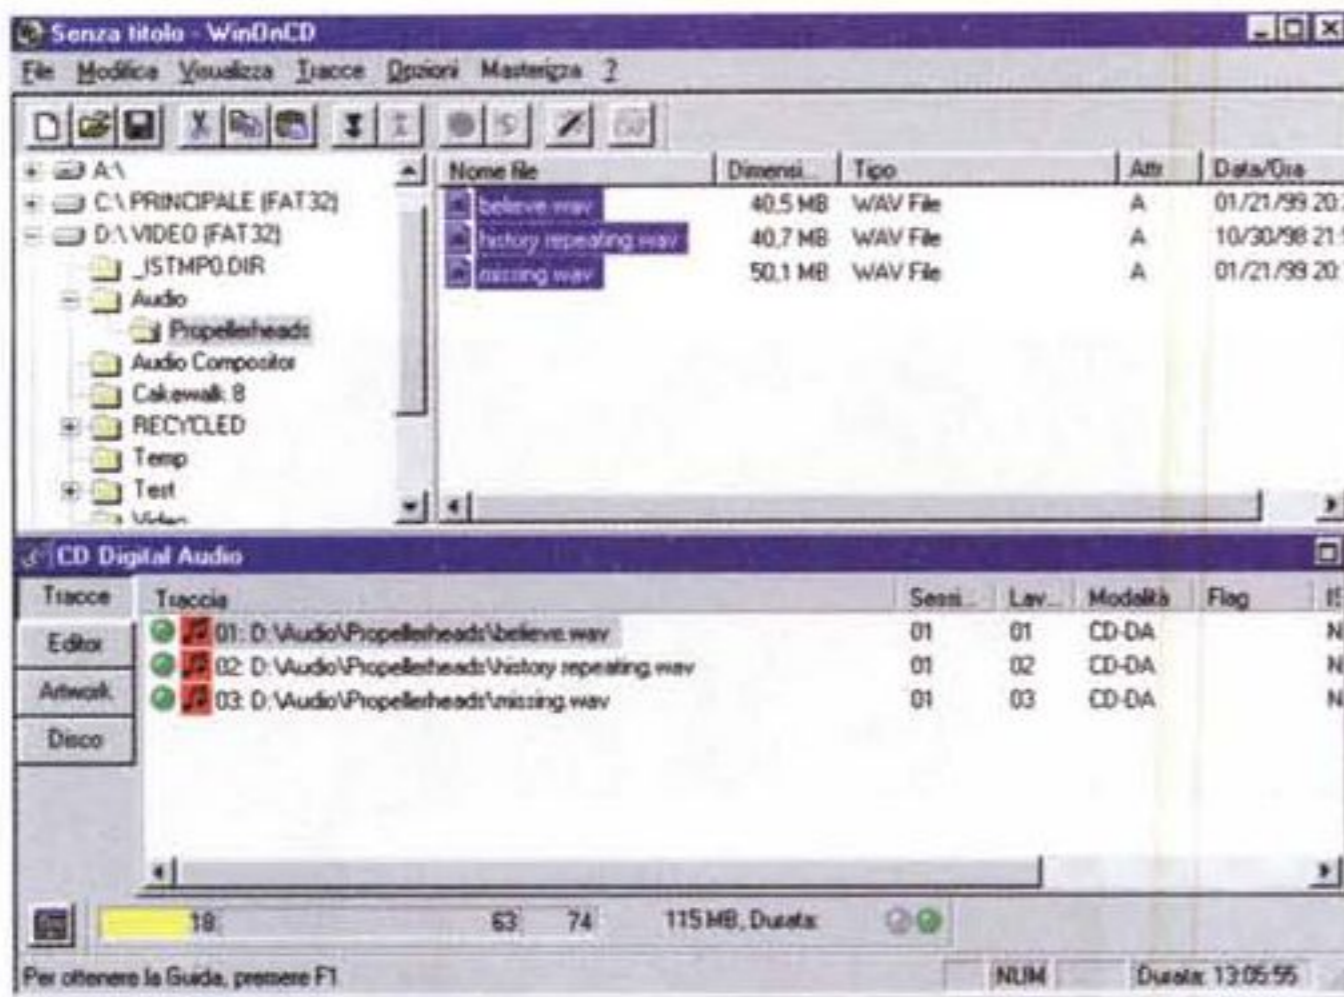 Senza titolo - WinOnCD
File Modifica Visualizza Tracce Opzioni Masterizza ?
A:\
C:\ PRINCIPALE (FAT32)
D:\ VIDEO (FAT32)
_ISTMP0.DIR
Audio
Propellerheads
Audio Compositor
Cakewalk 8
RECYCLED
Temp
Test
Video
Nome file Dimensi... Tipo Attr Data/Ora
believe.wav 40,5 MB WAV File A 01/21/99 20:
history repeating.wav 40,7 MB WAV File A 10/30/98 21:
missing.wav 50,1 MB WAV File A 01/21/99 20:
CD Digital Audio
Tracce
Editor
Artwork
Disco
Traccia Sessi... Lav... Modalità Flag
01: D:\Audio\Propellerheads\believe.wav 01 01 CD-DA N
02: D:\Audio\Propellerheads\history repeating.wav 01 02 CD-DA N
03: D:\Audio\Propellerheads\missing.wav 01 03 CD-DA N
18 63 74 115 MB, Durata:
Per ottenere la Guida, premere F1 NUM Durata: 13:05:55